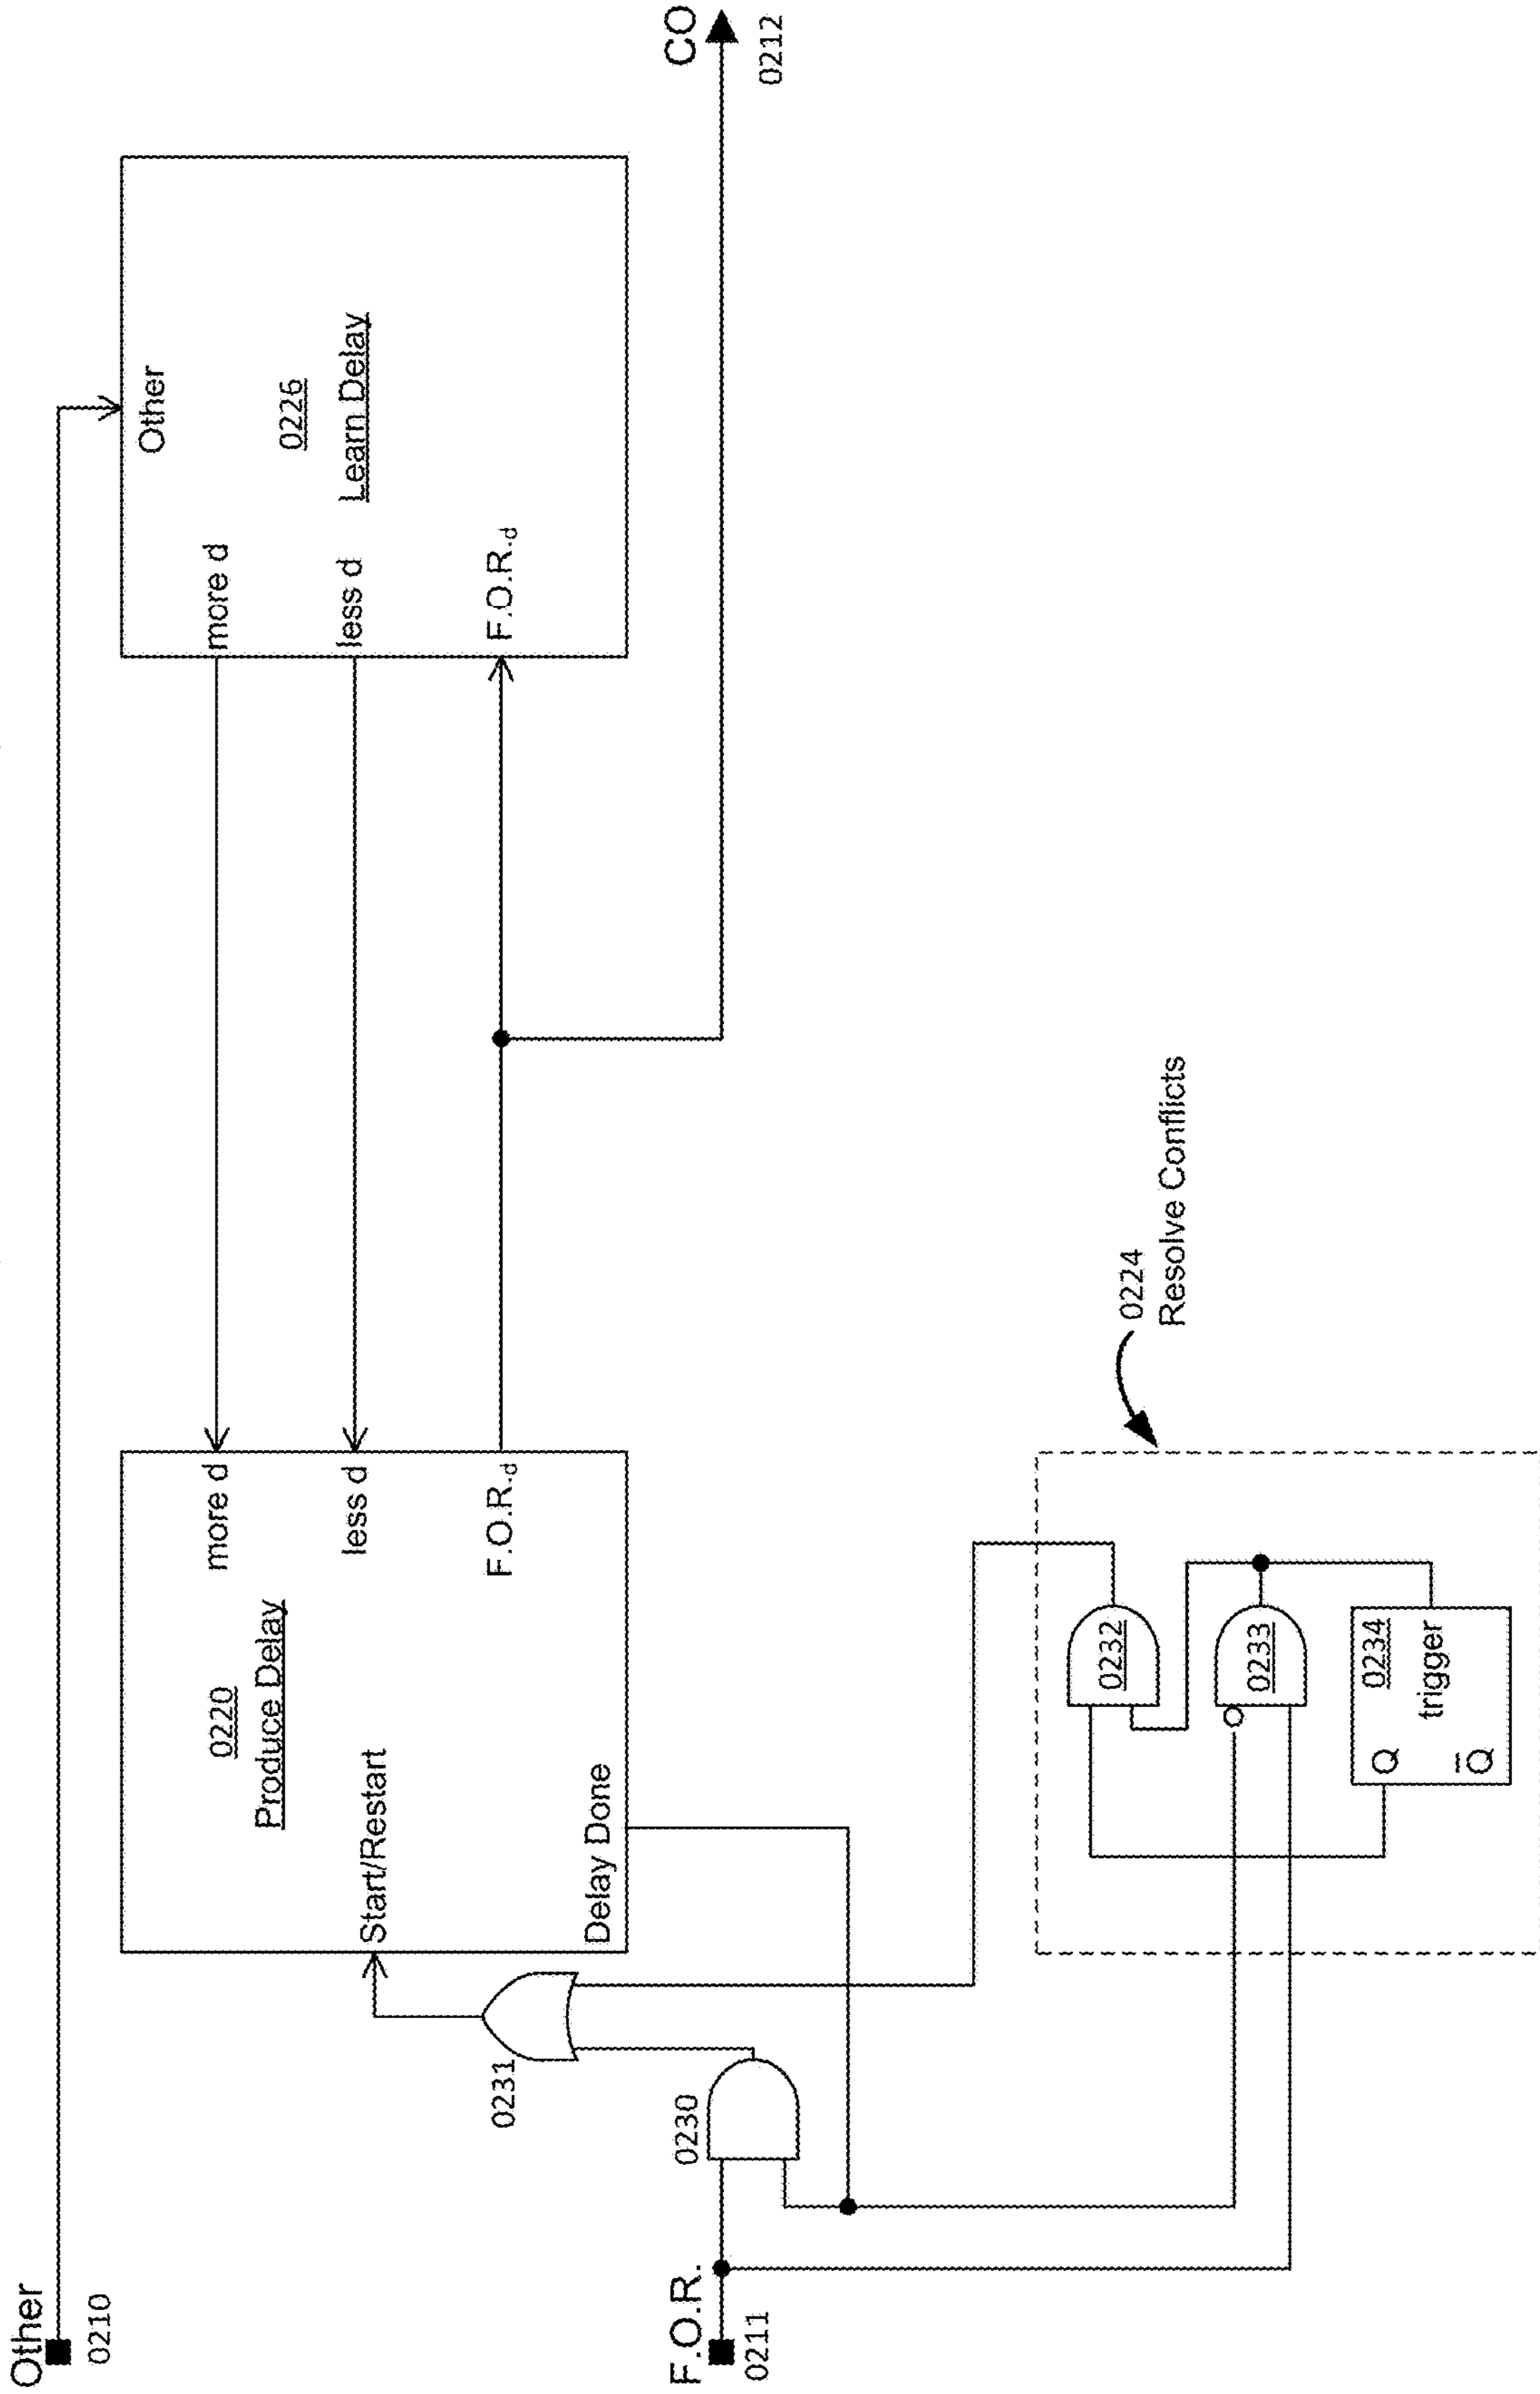 Other
0210
0220
Produce Delay
more d
less d
F.O.R.d
Start/Restart
Delay Done
Other
0226
Learn Delay
more d
less d
F.O.R.d
CO
0212
F.O.R.
0211
0230
0231
0224
Resolve Conflicts
0232
0233
0234
trigger
Q
Q̅